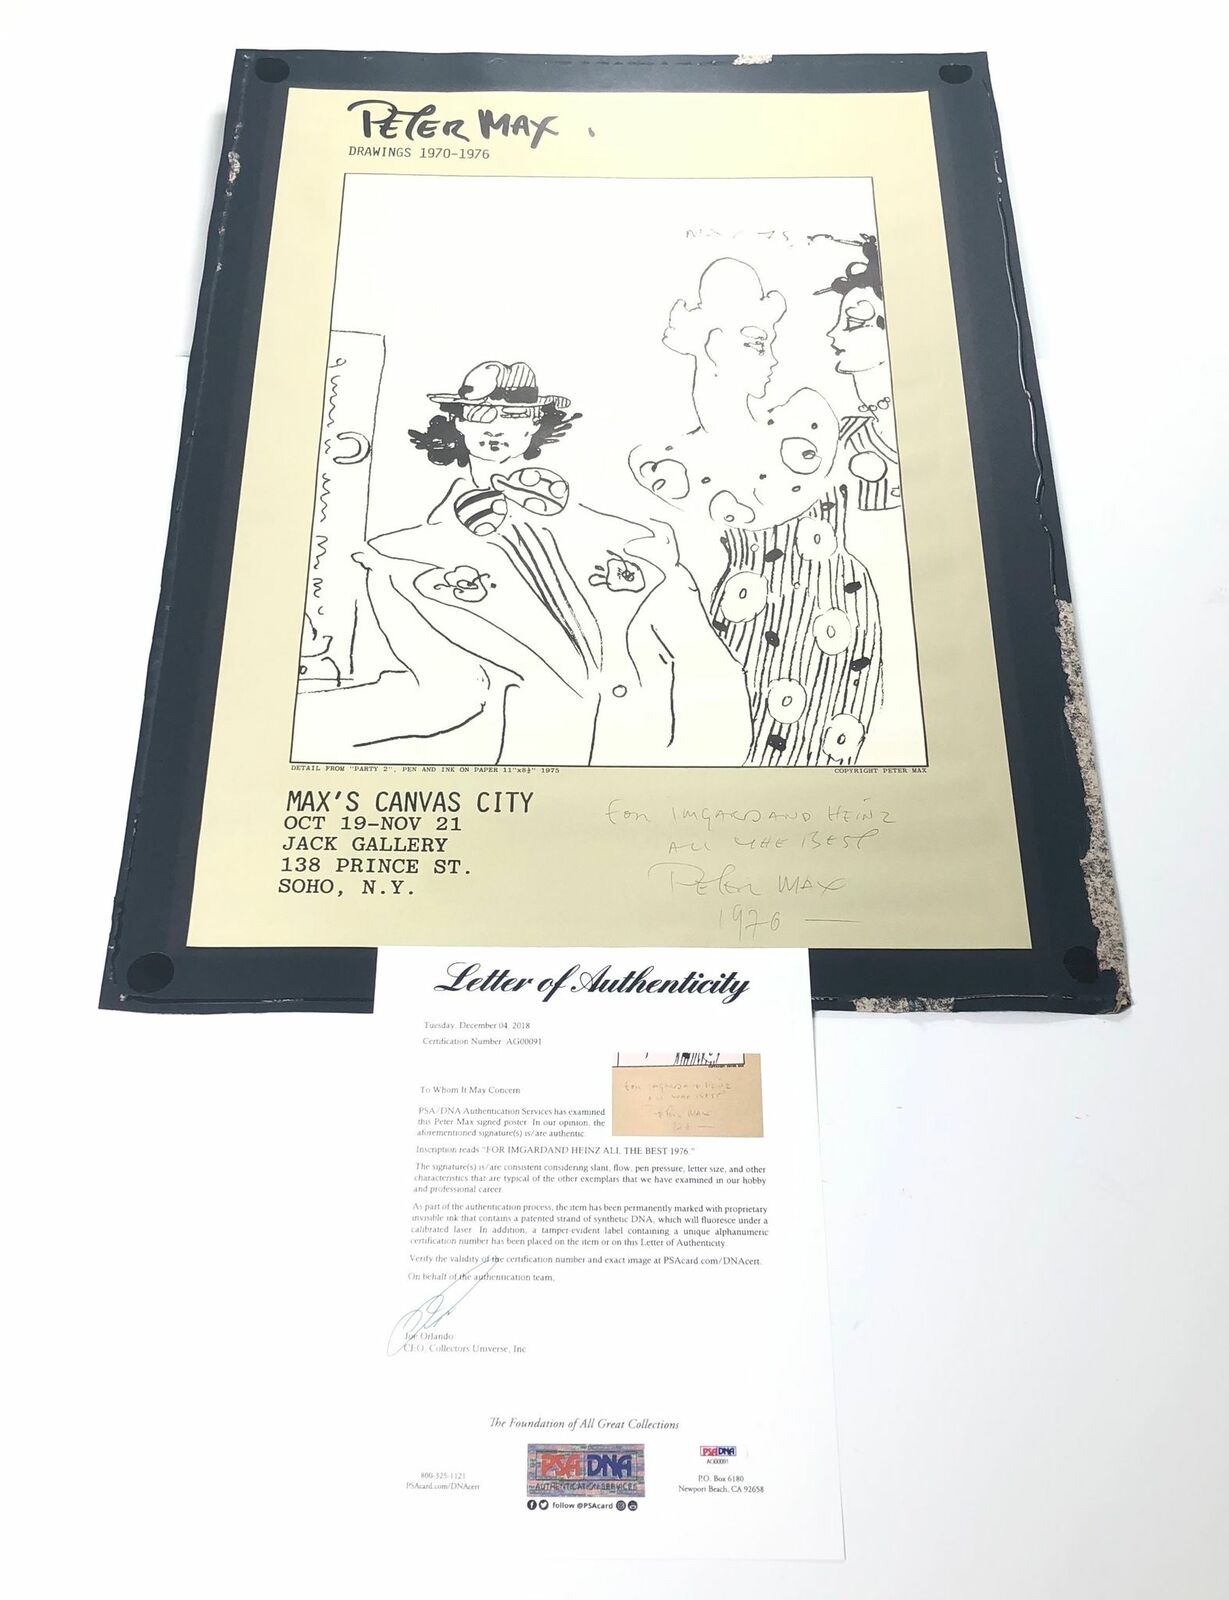 PETER MAX
DRAWINGS 1970-1976
DETAIL FROM "PARTY 2", PEN AND INK ON PAPER 11"x8½" 1975
COPYRIGHT PETER MAX
MAX'S CANVAS CITY
OCT 19-NOV 21
JACK GALLERY
138 PRINCE ST.
SOHO, N.Y.
FOR IMGARDAND HEINZ
ALL THE BEST
PETER MAX
1976
Letter of Authenticity
Tuesday, December 04, 2018
Certification Number AG00091
To Whom It May Concern
PSA/DNA Authentication Services has examined
this Peter Max signed poster. In our opinion, the
aforementioned signature(s) is/are authentic.
Inscription reads "FOR IMGARDAND HEINZ ALL THE BEST 1976."
The signature(s) is/are consistent considering slant, flow, pen pressure, letter size, and other
characteristics that are typical of the other exemplars that we have examined in our hobby
and professional career.
As part of the authentication process, the item has been permanently marked with proprietary
invisible ink that contains a patented strand of synthetic DNA, which will fluoresce under a
calibrated laser. In addition, a tamper-evident label containing a unique alphanumeric
certification number has been placed on the item or on this Letter of Authenticity.
Verify the validity of the certification number and exact image at PSAcard.com/DNAcert.
On behalf of the authentication team,
Joe Orlando
CEO, Collectors Universe, Inc
The Foundation of All Great Collections
800-325-1121
PSAcard.com/DNAcert
PSA DNA
AUTHENTICATION SERVICES
follow @PSAcard
PSA DNA
AG00091
P.O. Box 6180
Newport Beach, CA 92658